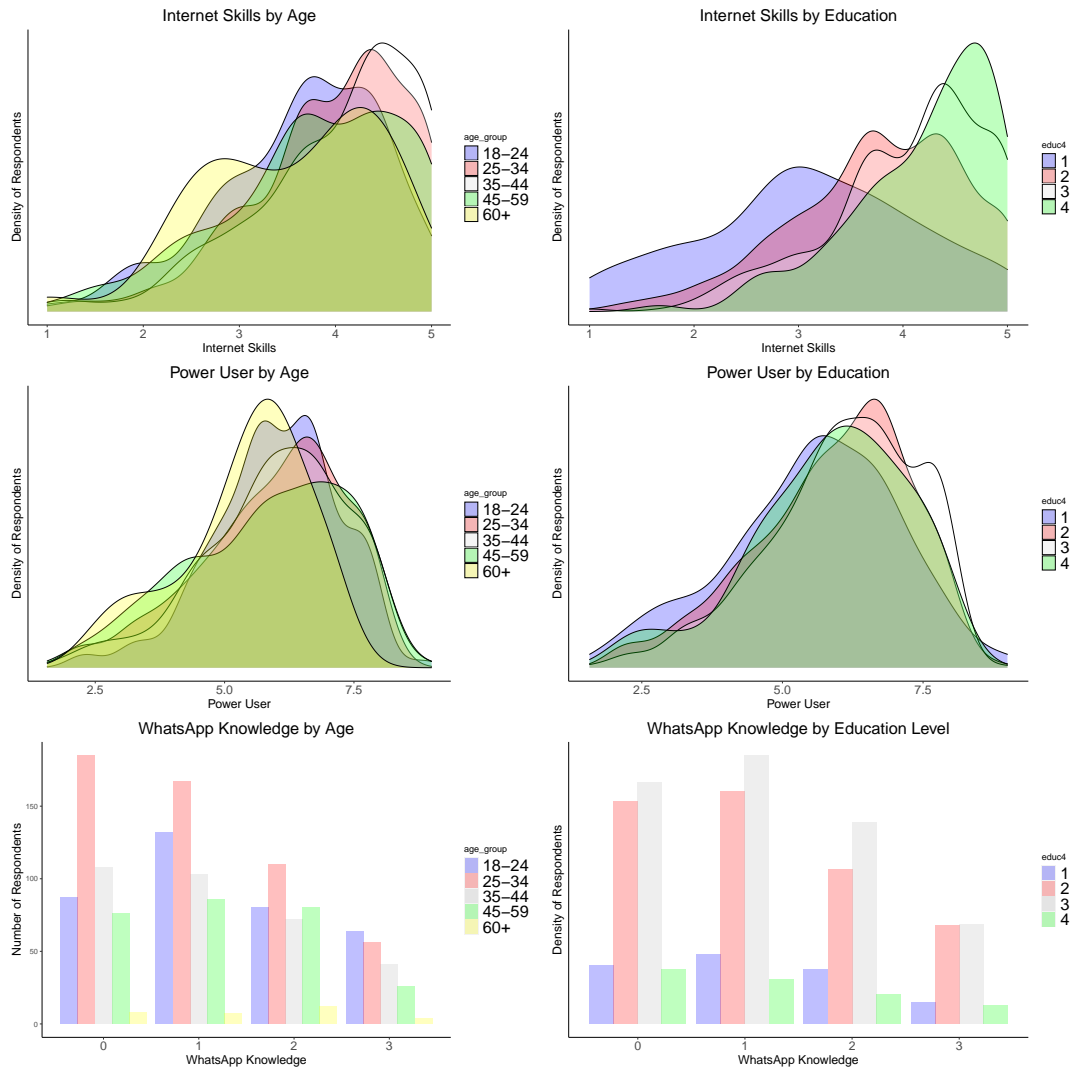 Internet Skills by Age
Density of Respondents
1 2 3 4 5
Internet Skills
age_group
18−24
25−34
35−44
45−59
60+
Internet Skills by Education
Density of Respondents
1 2 3 4 5
Internet Skills
educ4
1
2
3
4
Power User by Age
Density of Respondents
2.5 5.0 7.5
Power User
age_group
18−24
25−34
35−44
45−59
60+
Power User by Education
Density of Respondents
2.5 5.0 7.5
Power User
educ4
1
2
3
4
WhatsApp Knowledge by Age
Number of Respondents
150
100
50
0
0 1 2 3
WhatsApp Knowledge
age_group
18−24
25−34
35−44
45−59
60+
WhatsApp Knowledge by Education Level
Density of Respondents
0 1 2 3
WhatsApp Knowledge
educ4
1
2
3
4